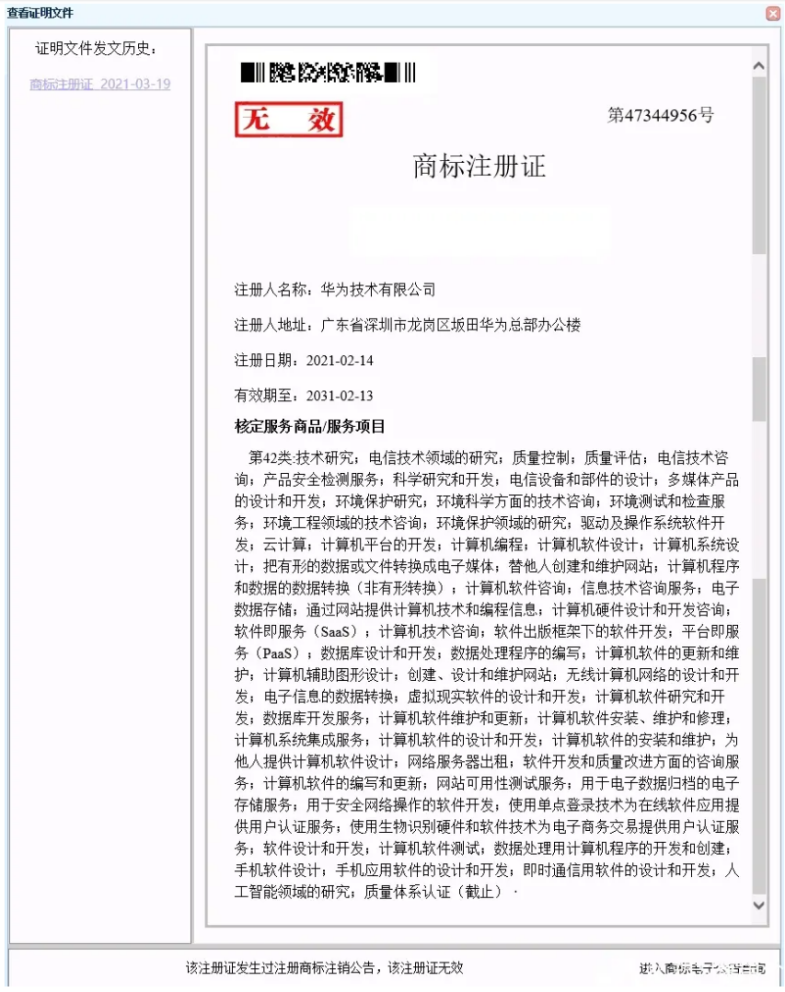 查看证明文件
证明文件发文历史：
商标注册证 2021-03-19
无 效
第47344956号
商标注册证
注册人名称：华为技术有限公司
注册人地址：广东省深圳市龙岗区坂田华为总部办公楼
注册日期：2021-02-14
有效期至：2031-02-13
核定服务商品/服务项目
第42类:技术研究；电信技术领域的研究；质量控制；质量评估；电信技术咨
询；产品安全检测服务；科学研究和开发；电信设备和部件的设计；多媒体产品
的设计和开发；环境保护研究；环境科学方面的技术咨询；环境测试和检查服
务；环境工程领域的技术咨询；环境保护领域的研究；驱动及操作系统软件开
发；云计算；计算机平台的开发；计算机编程；计算机软件设计；计算机系统设
计；把有形的数据或文件转换成电子媒体；替他人创建和维护网站；计算机程序
和数据的数据转换（非有形转换）；计算机软件咨询；信息技术咨询服务；电子
数据存储；通过网站提供计算机技术和编程信息；计算机硬件设计和开发咨询；
软件即服务（SaaS）；计算机技术咨询；软件出版框架下的软件开发；平台即服
务（PaaS）；数据库设计和开发；数据处理程序的编写；计算机软件的更新和维
护；计算机辅助图形设计；创建、设计和维护网站；无线计算机网络的设计和开
发；电子信息的数据转换；虚拟现实软件的设计和开发；计算机软件研究和开
发；数据库开发服务；计算机软件维护和更新；计算机软件安装、维护和修理；
计算机系统集成服务；计算机软件的设计和开发；计算机软件的安装和维护；为
他人提供计算机软件设计；网络服务器出租；软件开发和质量改进方面的咨询服
务；计算机软件的编写和更新；网站可用性测试服务；用于电子数据归档的电子
存储服务；用于安全网络操作的软件开发；使用单点登录技术为在线软件应用提
供用户认证服务；使用生物识别硬件和软件技术为电子商务交易提供用户认证服
务；软件设计和开发；计算机软件测试；数据处理用计算机程序的开发和创建；
手机软件设计；手机应用软件的设计和开发；即时通信用软件的设计和开发；人
工智能领域的研究；质量体系认证（截止）·
该注册证发生过注册商标注销公告，该注册证无效